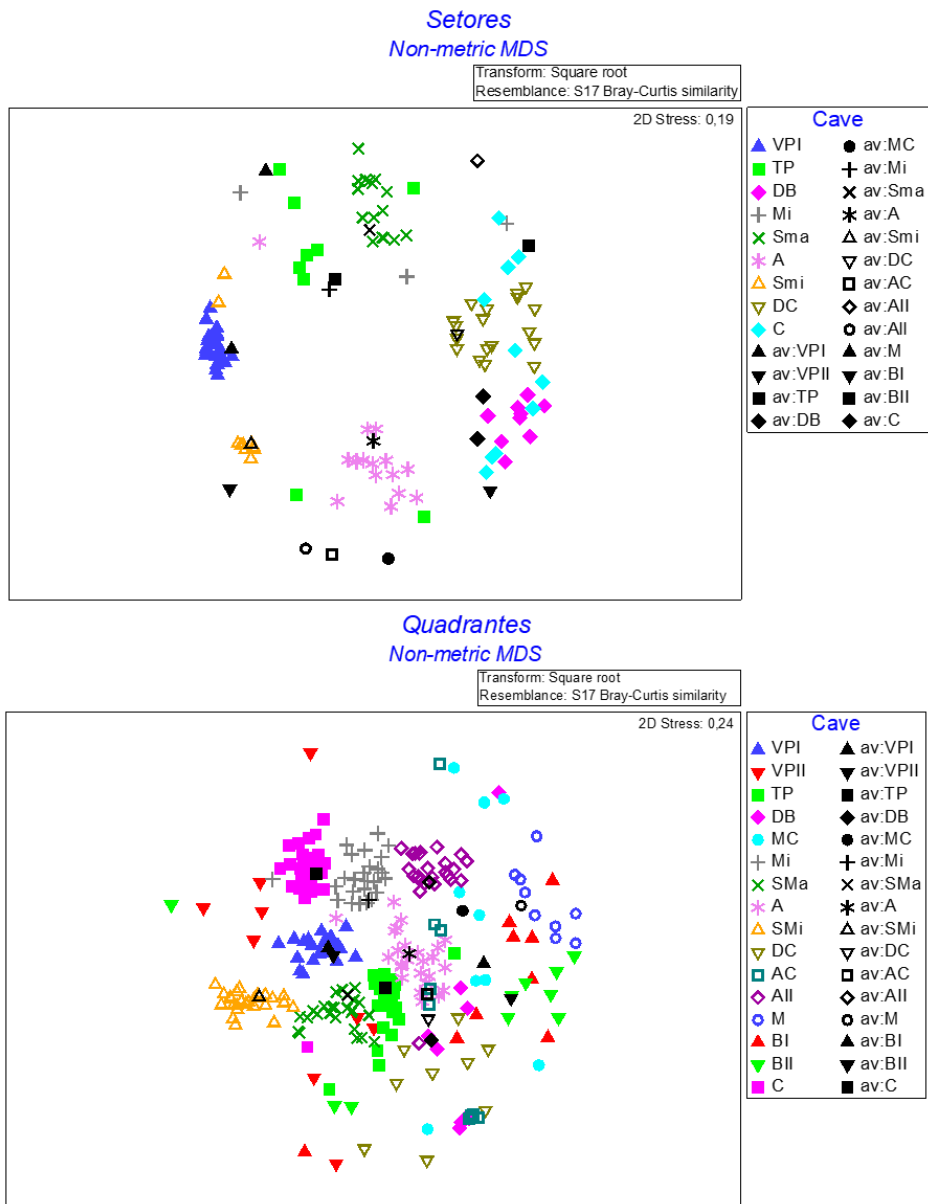 Setores
Non-metric MDS
Transform: Square root
Resemblance: S17 Bray-Curtis similarity
2D Stress: 0,19
Cave
VPI av:MC
TP av:Mi
DB av:Sma
Mi av:A
Sma av:Smi
A av:DC
Smi av:AC
DC av:AII
C av:AII
av:VPI av:M
av:VPII av:BI
av:TP av:BII
av:DB av:C
Quadrantes
Non-metric MDS
Transform: Square root
Resemblance: S17 Bray-Curtis similarity
2D Stress: 0,24
Cave
VPI av:VPI
VPII av:VPII
TP av:TP
DB av:DB
MC av:MC
Mi av:Mi
SMa av:SMa
A av:A
SMi av:SMi
DC av:DC
AC av:AC
AII av:AII
M av:M
BI av:BI
BII av:BII
C av:C